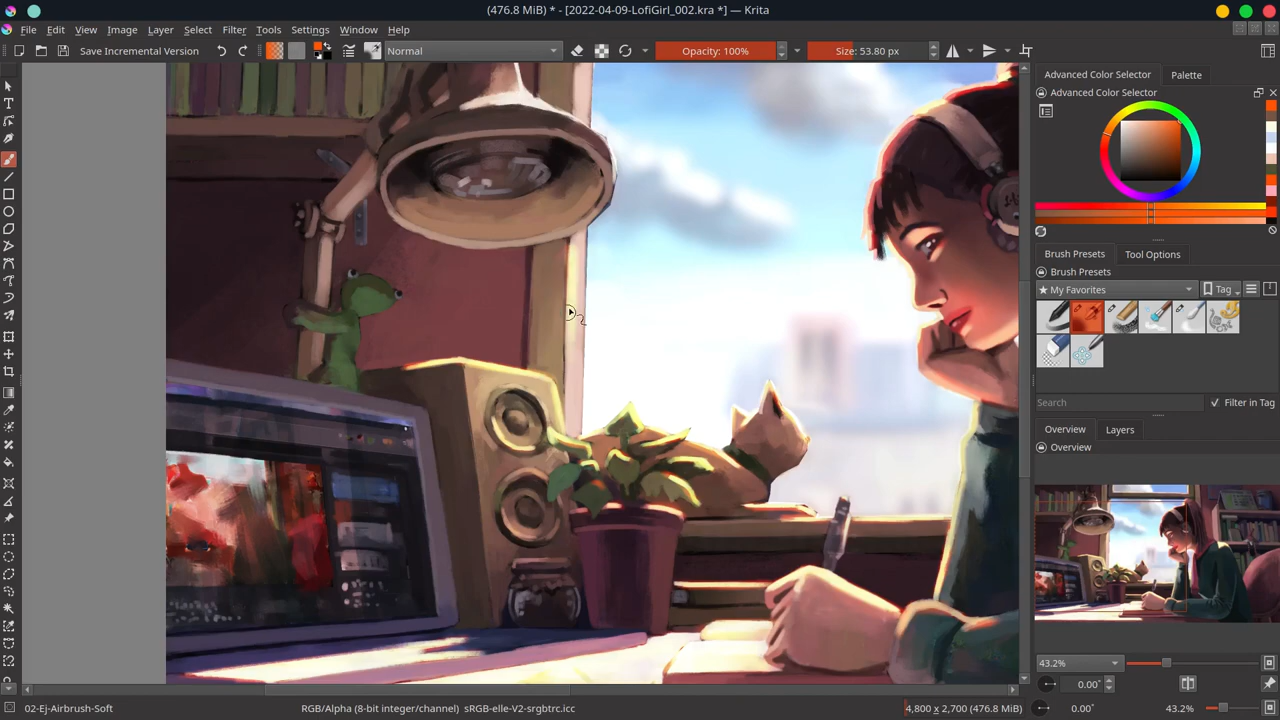 (476.8 MiB) * - [2022-04-09-LofiGirl_002.kra *] — Krita
File Edit View Image Layer Select Filter Tools Settings Window Help
Save Incremental Version Normal Opacity: 100% Size: 53.80 px
Advanced Color Selector Palette
Advanced Color Selector
Brush Presets Tool Options
Brush Presets
★ My Favorites Tag
Search Filter in Tag
Overview Layers
Overview
43.2%
0.00°
02-Ej-Airbrush-Soft RGB/Alpha (8-bit integer/channel) sRGB-elle-V2-srgbtrc.icc 4,800 x 2,700 (476.8 MiB) 0.00° 43.2%